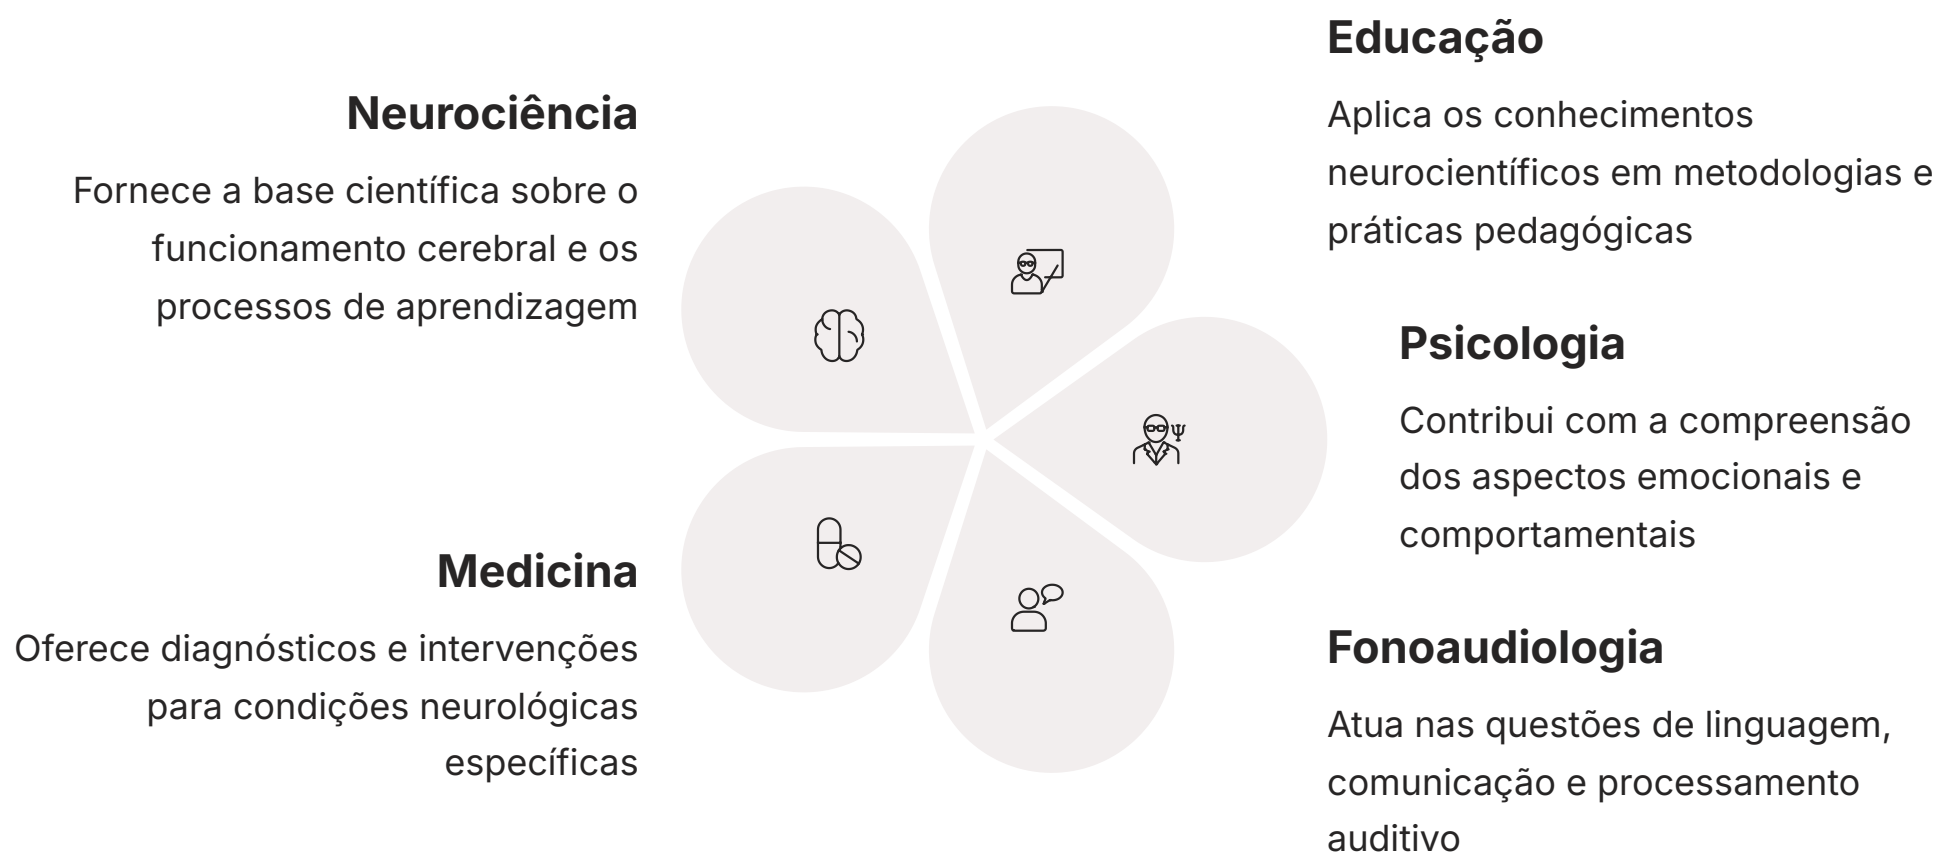 Neurociência
Fornece a base científica sobre o
funcionamento cerebral e os
processos de aprendizagem
Educação
Aplica os conhecimentos
neurocientíficos em metodologias e
práticas pedagógicas
Psicologia
Contribui com a compreensão
dos aspectos emocionais e
comportamentais
Fonoaudiologia
Atua nas questões de linguagem,
comunicação e processamento
auditivo
Medicina
Oferece diagnósticos e intervenções
para condições neurológicas
específicas